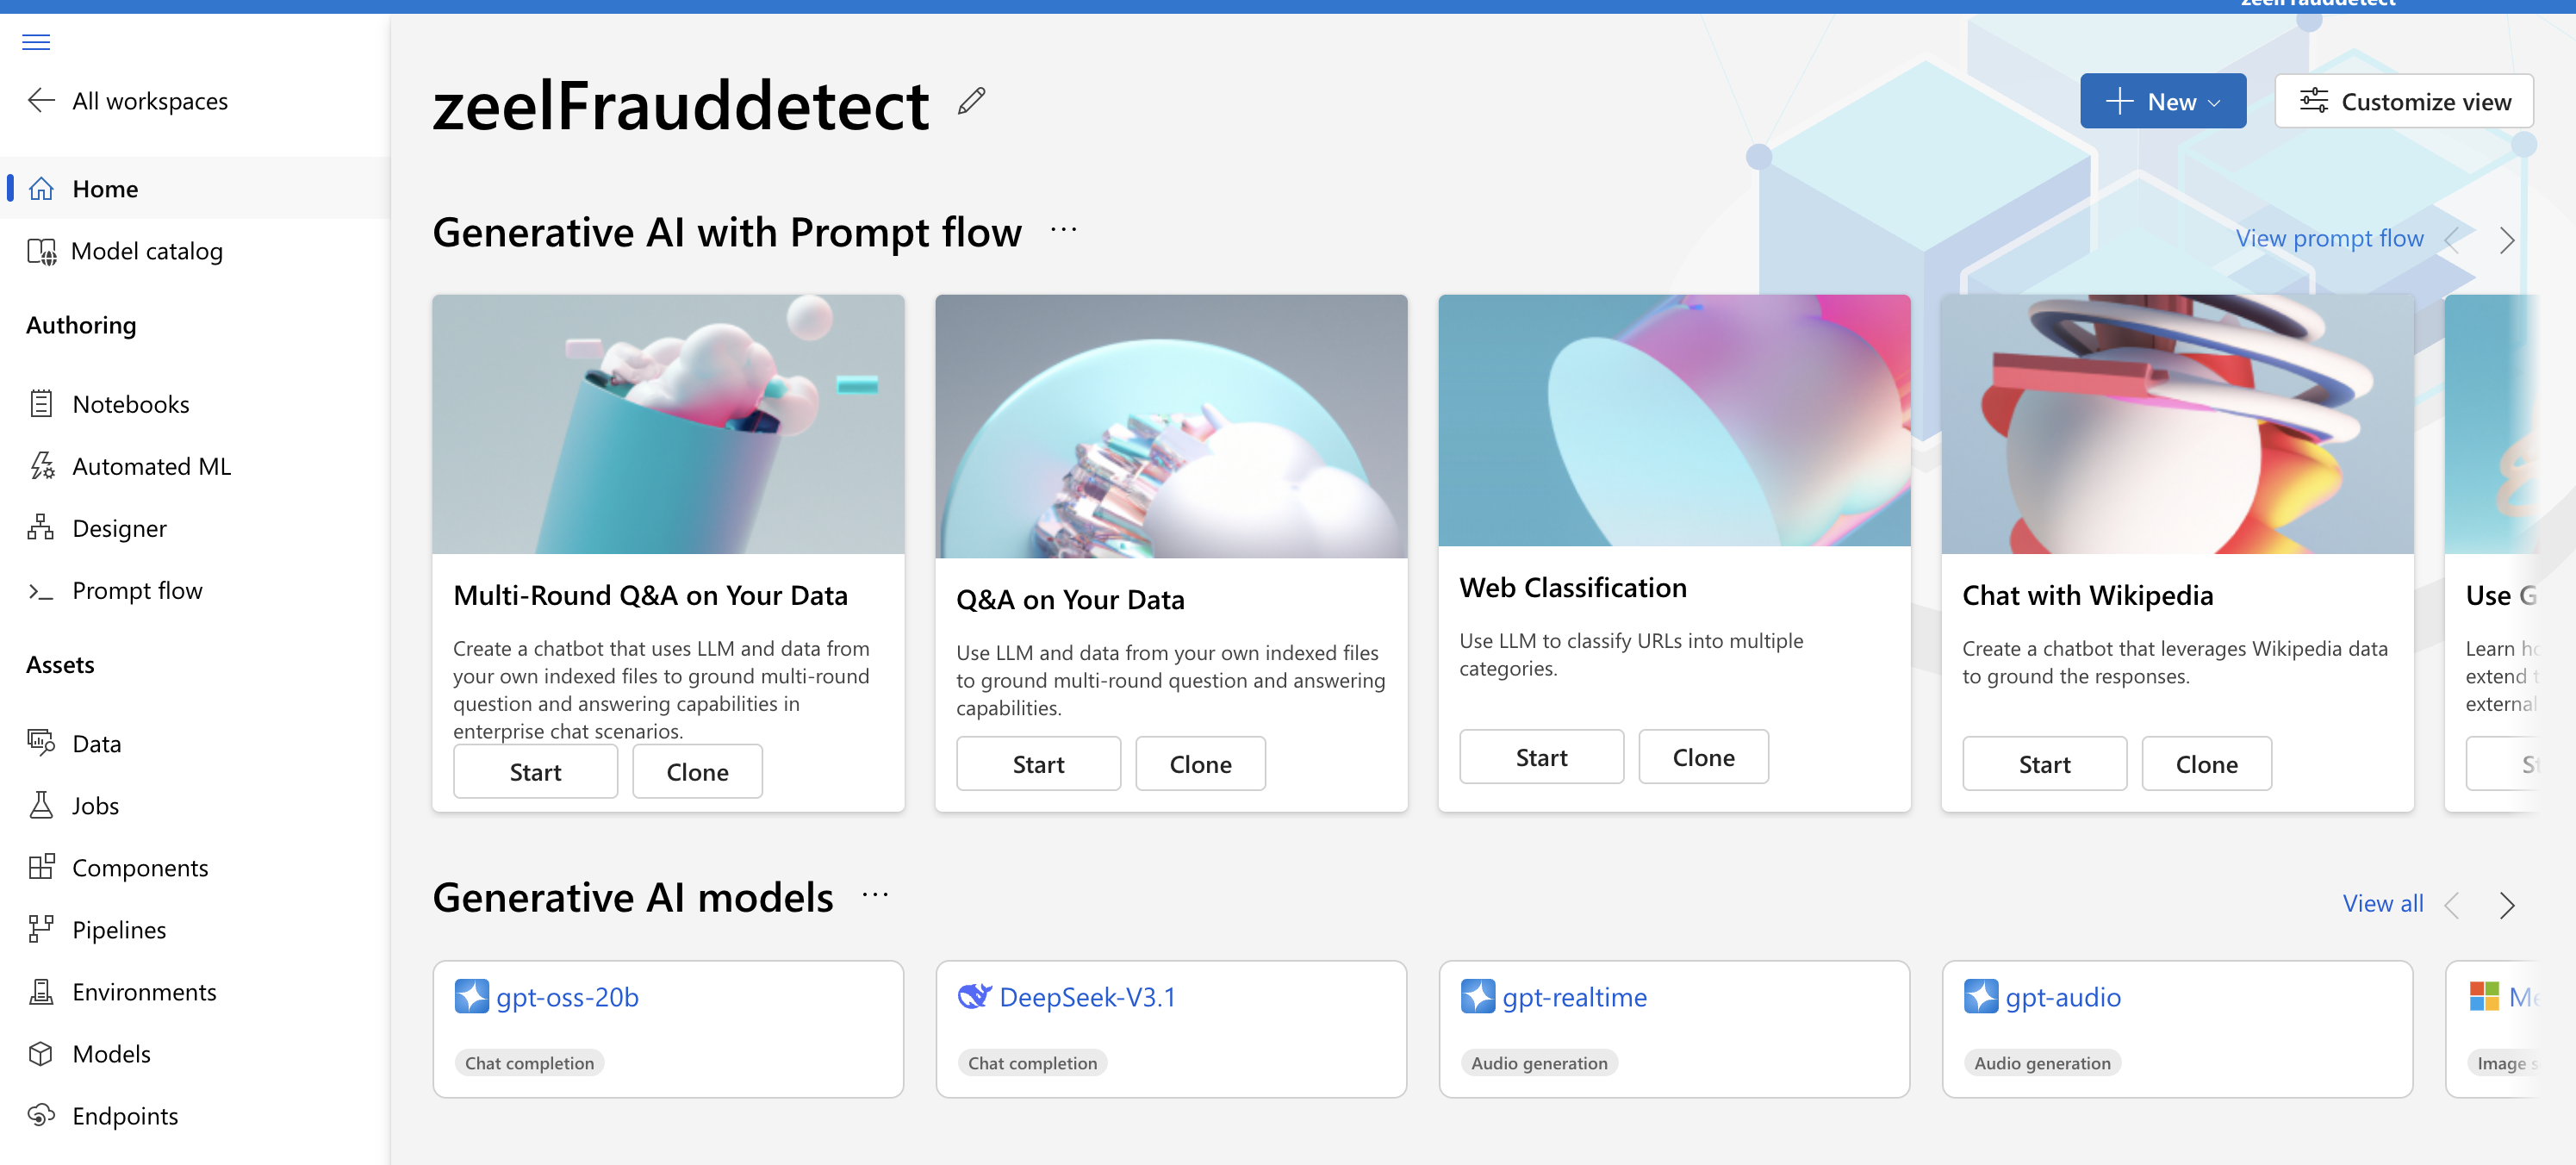 zeelFrauddetect
All workspaces
Home
Model catalog
Authoring
Notebooks
Automated ML
Designer
Prompt flow
Assets
Data
Jobs
Components
Pipelines
Environments
Models
Endpoints
zeelFrauddetect
New
Customize view
Generative AI with Prompt flow ...
View prompt flow
Multi-Round Q&A on Your Data
Create a chatbot that uses LLM and data from
your own indexed files to ground multi-round
question and answering capabilities in
enterprise chat scenarios.
Start
Clone
Q&A on Your Data
Use LLM and data from your own indexed files
to ground multi-round question and answering
capabilities.
Start
Clone
Web Classification
Use LLM to classify URLs into multiple
categories.
Start
Clone
Chat with Wikipedia
Create a chatbot that leverages Wikipedia data
to ground the responses.
Start
Clone
Use G
Learn
extend
external
Generative AI models ...
View all
gpt-oss-20b
Chat completion
DeepSeek-V3.1
Chat completion
gpt-realtime
Audio generation
gpt-audio
Audio generation
Image